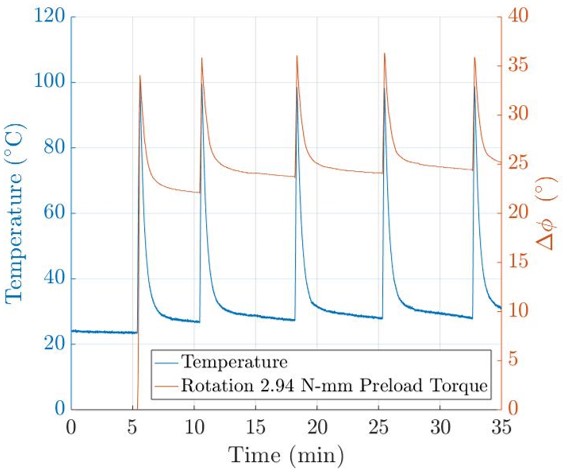 120
100
80
60
40
20
0
Temperature (°C)
40
35
30
25
20
15
10
5
0
Δϕ (°)
Temperature
Rotation 2.94 N-mm Preload Torque
0 5 10 15 20 25 30 35
Time (min)